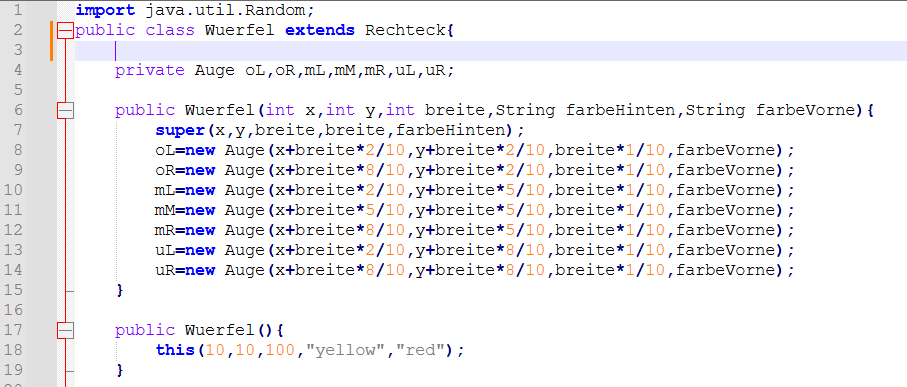 1 import java.util.Random;
2 public class Wuerfel extends Rechteck{
3
4 private Auge oL,oR,mL,mM,mR,uL,uR;
5
6 public Wuerfel(int x,int y,int breite,String farbeHinten,String farbeVorne){
7 super(x,y,breite,breite,farbeHinten);
8 oL=new Auge(x+breite*2/10,y+breite*2/10,breite*1/10,farbeVorne);
9 oR=new Auge(x+breite*8/10,y+breite*2/10,breite*1/10,farbeVorne);
10 mL=new Auge(x+breite*2/10,y+breite*5/10,breite*1/10,farbeVorne);
11 mM=new Auge(x+breite*5/10,y+breite*5/10,breite*1/10,farbeVorne);
12 mR=new Auge(x+breite*8/10,y+breite*5/10,breite*1/10,farbeVorne);
13 uL=new Auge(x+breite*2/10,y+breite*8/10,breite*1/10,farbeVorne);
14 uR=new Auge(x+breite*8/10,y+breite*8/10,breite*1/10,farbeVorne);
15 }
16
17 public Wuerfel(){
18 this(10,10,100,"yellow","red");
19 }